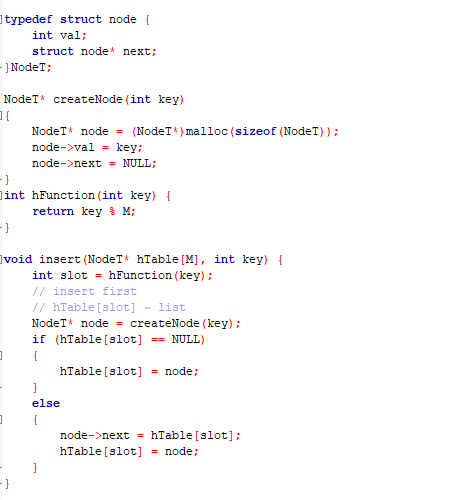 typedef struct node {
    int val;
    struct node* next;
}NodeT;
NodeT* createNode(int key)
{
    NodeT* node = (NodeT*)malloc(sizeof(NodeT));
    node->val = key;
    node->next = NULL;
}
int hFunction(int key) {
    return key % M;
}
void insert(NodeT* hTable[M], int key) {
    int slot = hFunction(key);
    // insert first
    // hTable[slot] ~ list
    NodeT* node = createNode(key);
    if (hTable[slot] == NULL)
    {
        hTable[slot] = node;
    }
    else
    {
        node->next = hTable[slot];
        hTable[slot] = node;
    }
}